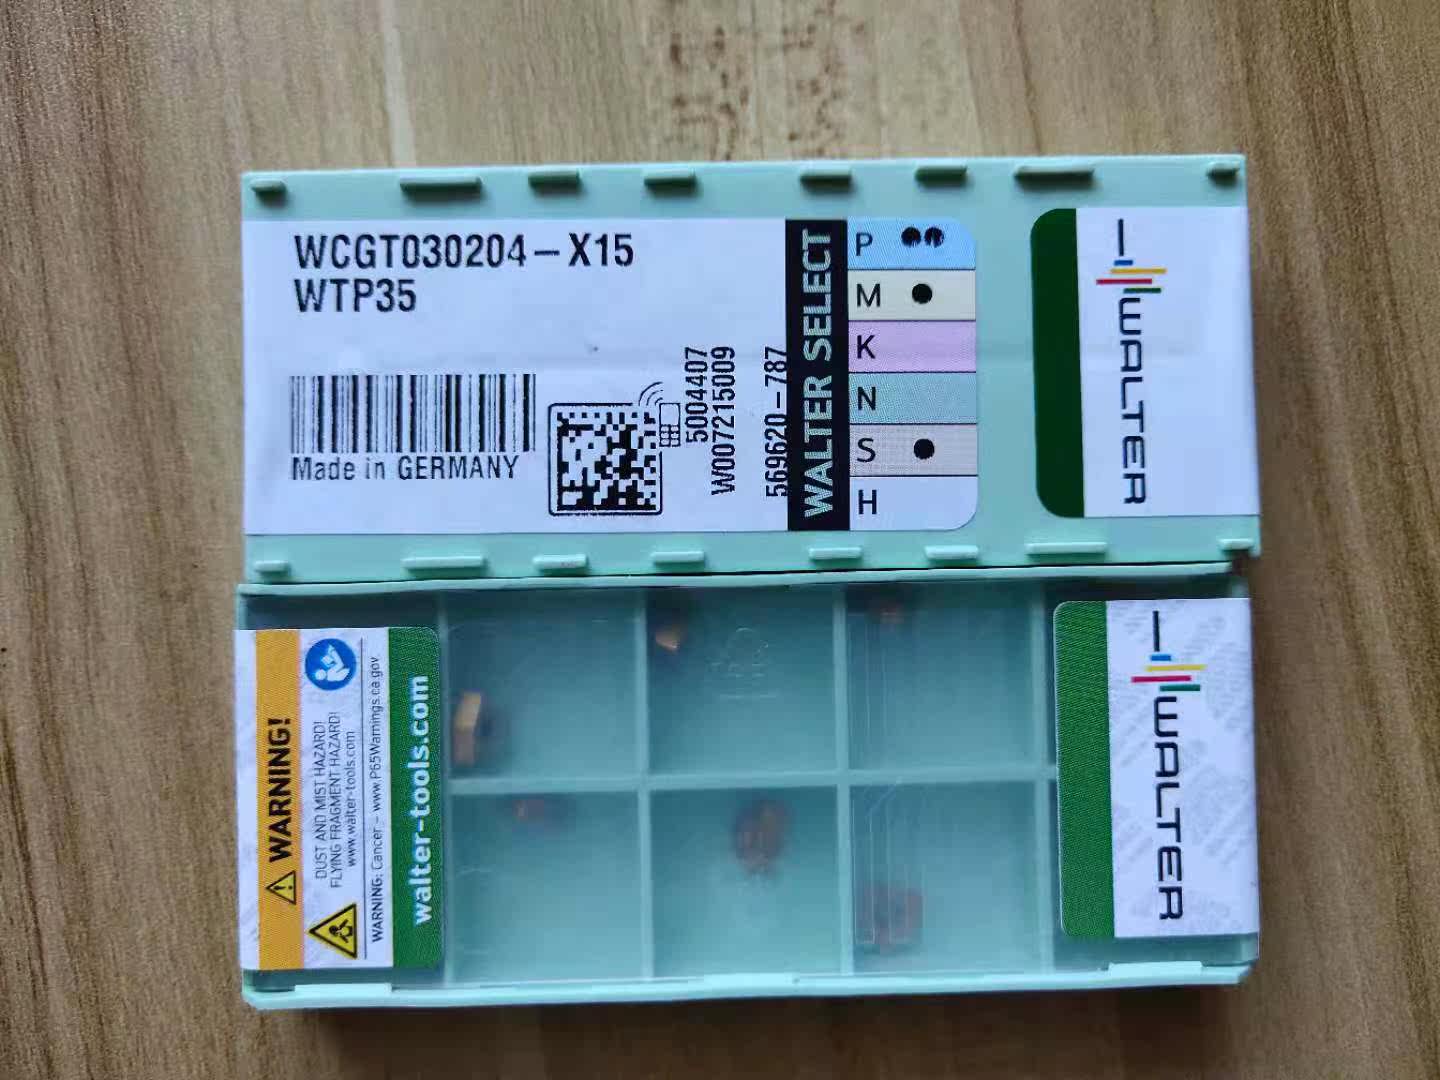 WCGT030204-X15
WTP35
Made in GERMANY
5004407
W007215009
569620-787
WALTER SELECT
P
M
K
N
S
H
WALTER
WARNING!
DUST AND MIST HAZARD!
FLYING FRAGMENT HAZARD!
www.walter-tools.com
WARNING: Cancer – www.P65Warnings.ca.gov
walter-tools.com
WALTER